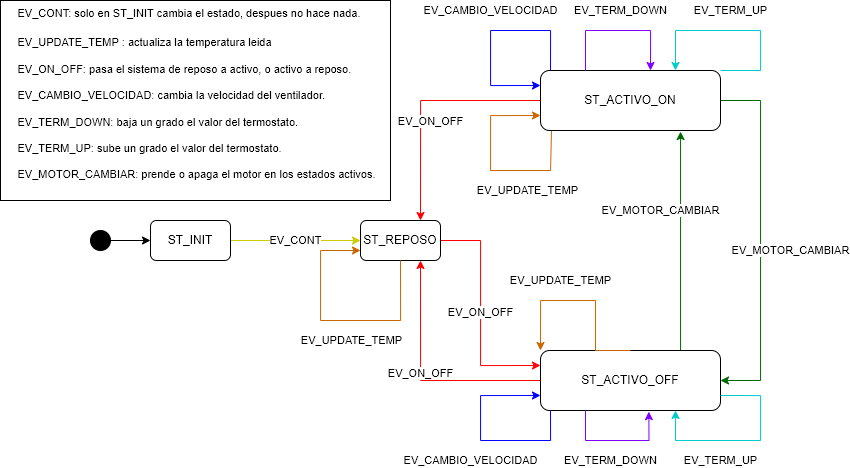 EV_CONT: solo en ST_INIT cambia el estado, despues no hace nada.
EV_UPDATE_TEMP : actualiza la temperatura leida
EV_ON_OFF: pasa el sistema de reposo a activo, o activo a reposo.
EV_CAMBIO_VELOCIDAD: cambia la velocidad del ventilador.
EV_TERM_DOWN: baja un grado el valor del termostato.
EV_TERM_UP: sube un grado el valor del termostato.
EV_MOTOR_CAMBIAR: prende o apaga el motor en los estados activos.
EV_CAMBIO_VELOCIDAD
EV_TERM_DOWN
EV_TERM_UP
ST_ACTIVO_ON
EV_ON_OFF
EV_UPDATE_TEMP
EV_MOTOR_CAMBIAR
EV_MOTOR_CAMBIAR
ST_INIT
EV_CONT
ST_REPOSO
EV_UPDATE_TEMP
EV_ON_OFF
EV_UPDATE_TEMP
EV_ON_OFF
ST_ACTIVO_OFF
EV_CAMBIO_VELOCIDAD
EV_TERM_DOWN
EV_TERM_UP